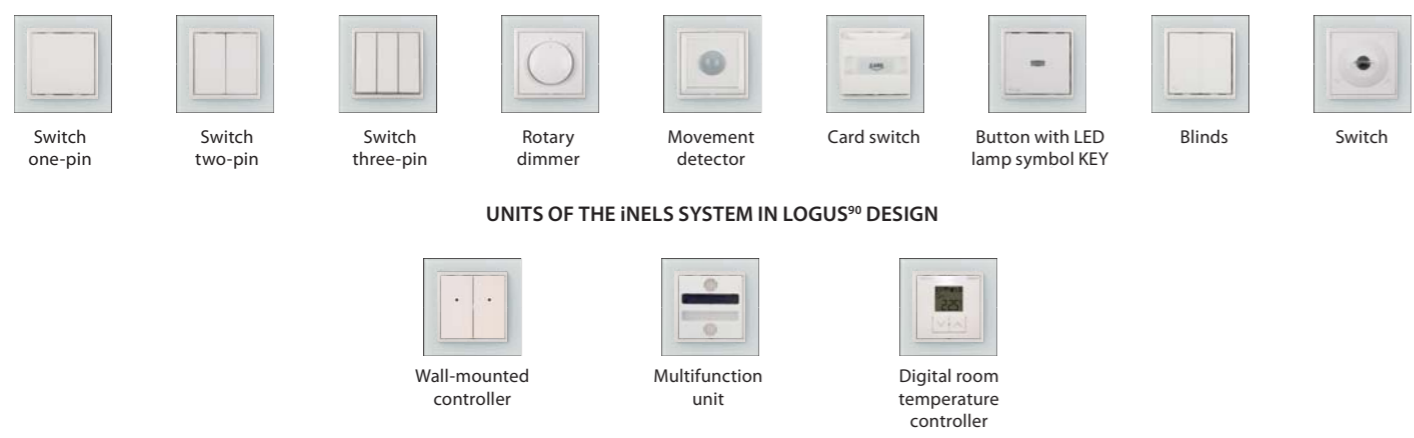 Switch
one-pin
Switch
two-pin
Switch
three-pin
Rotary
dimmer
Movement
detector
Card switch
Button with LED
lamp symbol KEY
Blinds
Switch
UNITS OF THE iNELS SYSTEM IN LOGUS⁹⁰ DESIGN
22.5
Wall-mounted
controller
Multifunction
unit
Digital room
temperature
controller